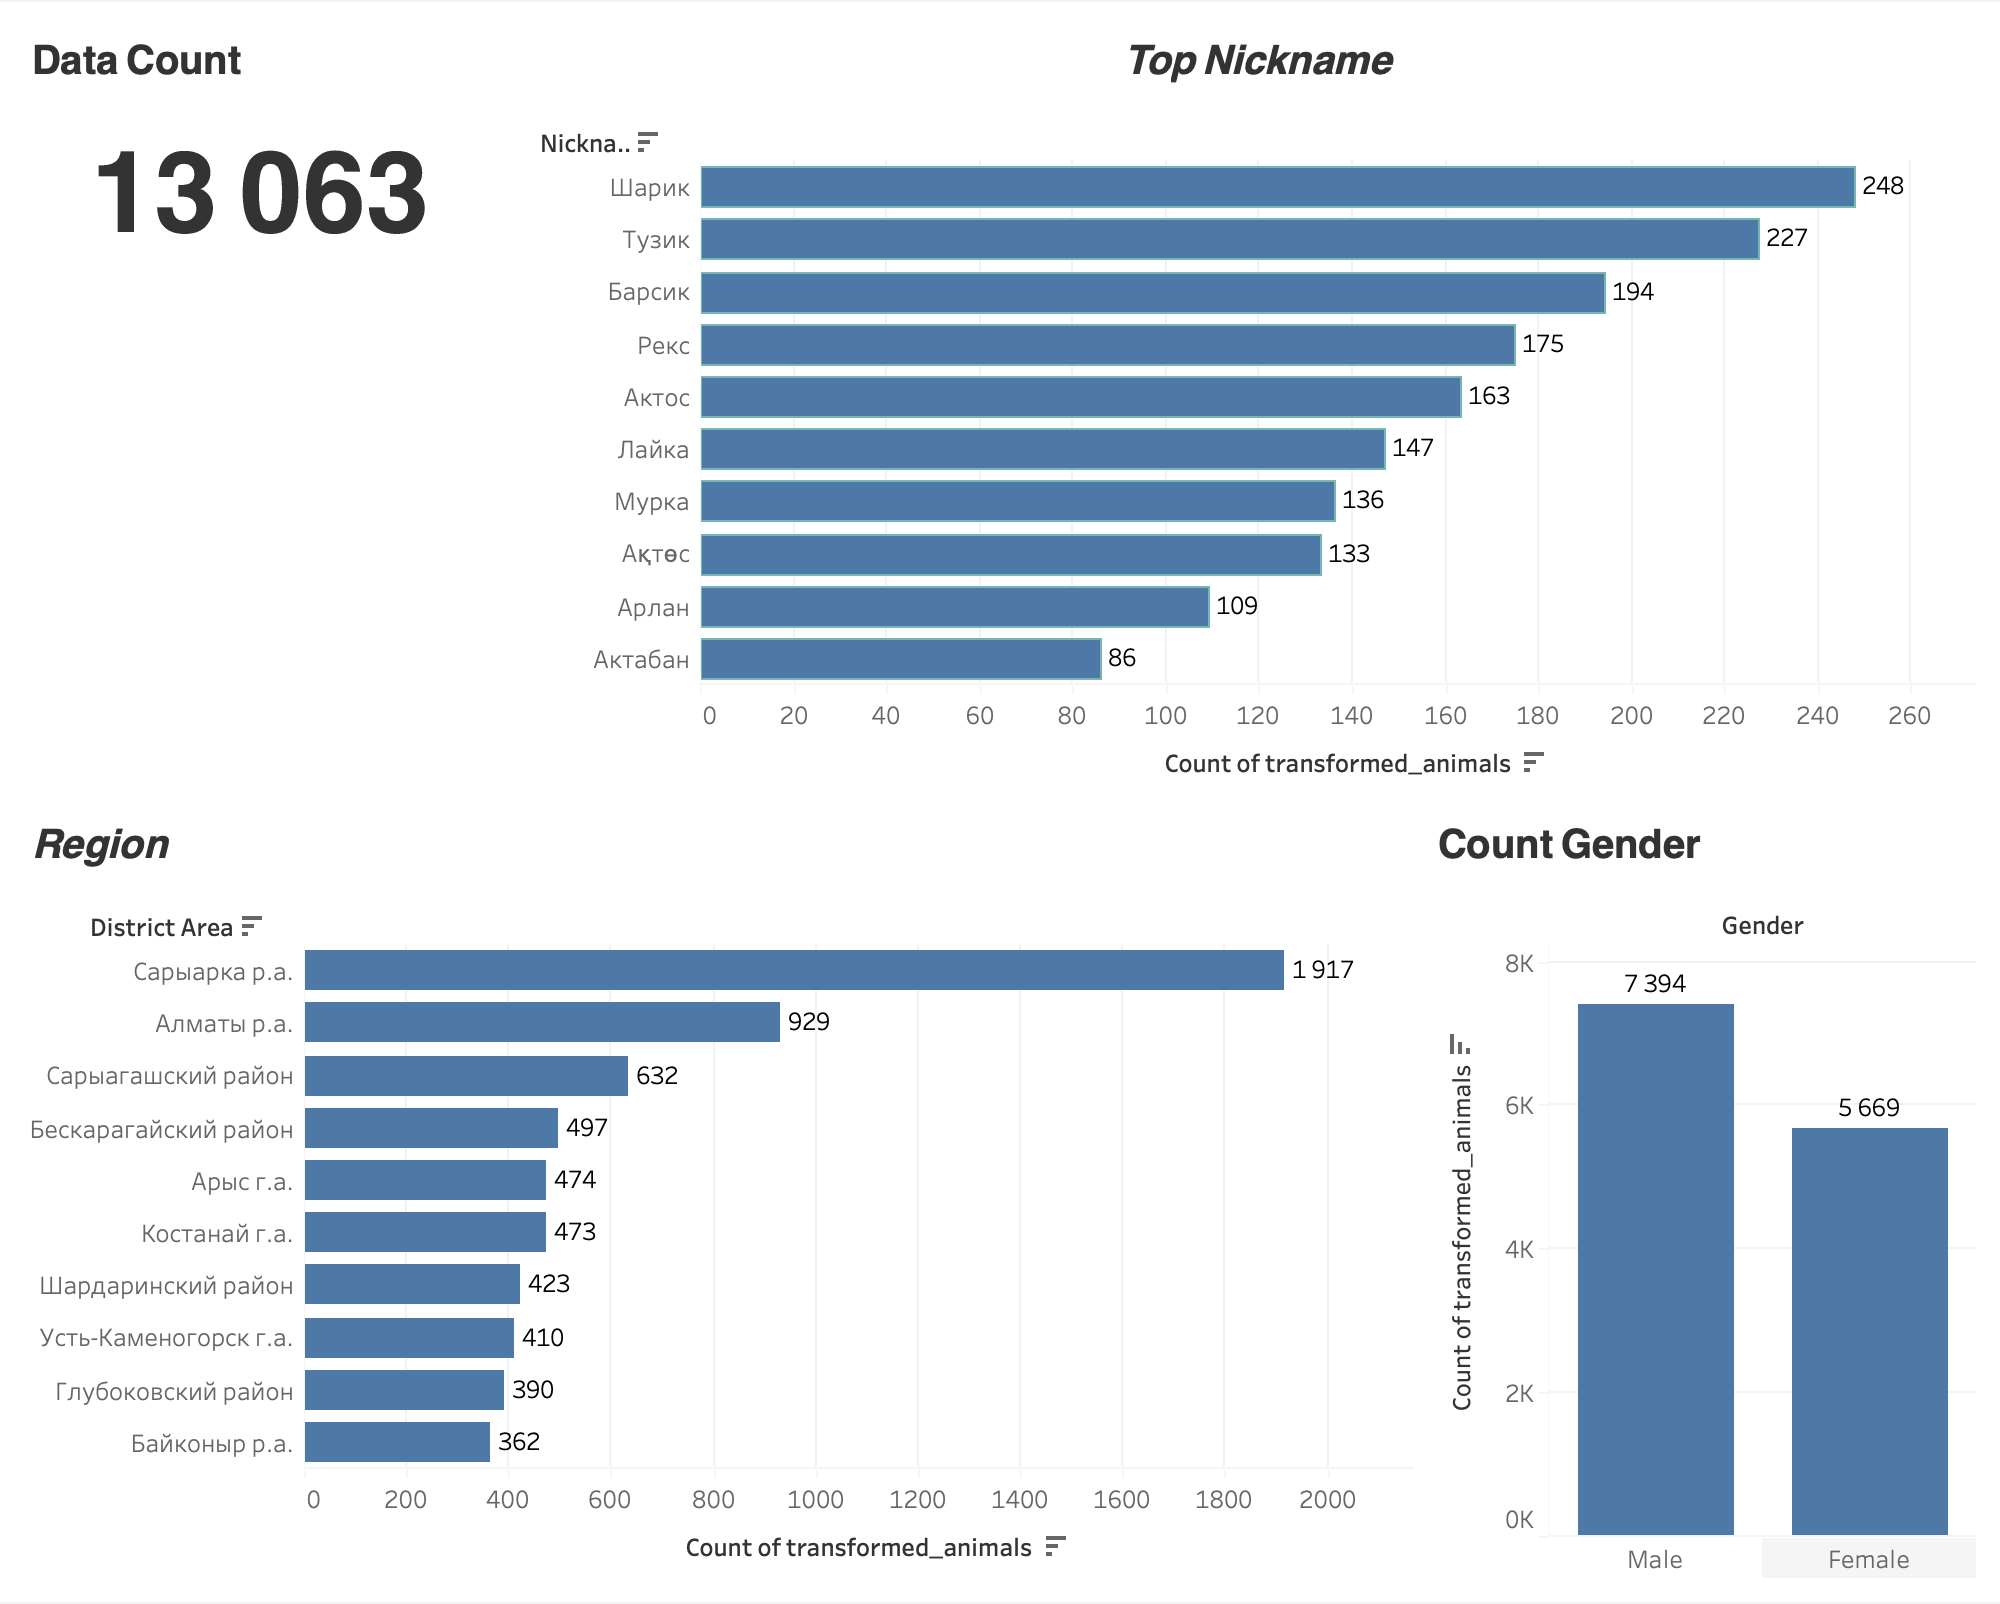 Data Count
13 063
Top Nickname
Nickna..
Шарик 248
Тузик 227
Барсик 194
Рекс 175
Актос 163
Лайка 147
Мурка 136
Ақтөс 133
Арлан 109
Актабан 86
0 20 40 60 80 100 120 140 160 180 200 220 240 260
Count of transformed_animals
Region
District Area
Сарыарка р.а. 1 917
Алматы р.а. 929
Сарыагашский район 632
Бескарагайский район 497
Арыс г.а. 474
Костанай г.а. 473
Шардаринский район 423
Усть-Каменогорск г.а. 410
Глубоковский район 390
Байконыр р.а. 362
0 200 400 600 800 1000 1200 1400 1600 1800 2000
Count of transformed_animals
Count Gender
Gender
8K
7 394
6K
5 669
4K
2K
0K
Count of transformed_animals
Male Female